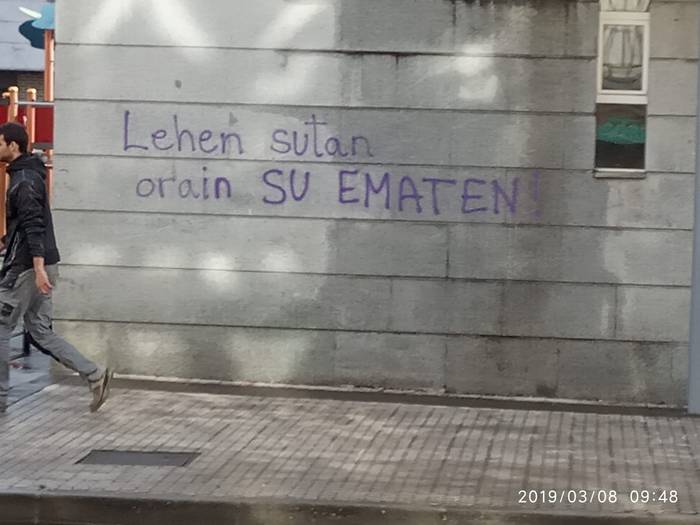 Lehen sutan
orain SU EMATEN!
2019/03/08 09:48